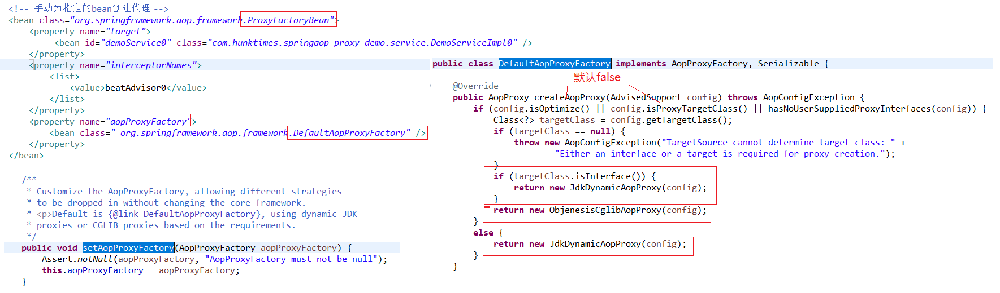 <!-- 手动为指定的bean创建代理 -->
<bean class="org.springframework.aop.framework.ProxyFactoryBean">
<property name="target">
<bean id="demoService0" class="com.hunktimes.springaop_proxy_demo.service.DemoServiceImpl0" />
</property>
<property name="interceptorNames">
<list>
<value>beatAdvisor0</value>
</list>
</property>
<property name="aopProxyFactory">
<bean class=" org.springframework.aop.framework.DefaultAopProxyFactory" />
</property>
</bean>
/**
* Customize the AopProxyFactory, allowing different strategies
* to be dropped in without changing the core framework.
* <p>Default is {@link DefaultAopProxyFactory}, using dynamic JDK
* proxies or CGLIB proxies based on the requirements.
*/
public void setAopProxyFactory(AopProxyFactory aopProxyFactory) {
Assert.notNull(aopProxyFactory, "AopProxyFactory must not be null");
this.aopProxyFactory = aopProxyFactory;
}
public class DefaultAopProxyFactory implements AopProxyFactory, Serializable {
默认false
@Override
public AopProxy createAopProxy(AdvisedSupport config) throws AopConfigException {
if (config.isOptimize() || config.isProxyTargetClass() || hasNoUserSuppliedProxyInterfaces(config)) {
Class<?> targetClass = config.getTargetClass();
if (targetClass == null) {
throw new AopConfigException("TargetSource cannot determine target class: " +
"Either an interface or a target is required for proxy creation.");
}
if (targetClass.isInterface()) {
return new JdkDynamicAopProxy(config);
}
return new ObjenesisCglibAopProxy(config);
}
else {
return new JdkDynamicAopProxy(config);
}
}